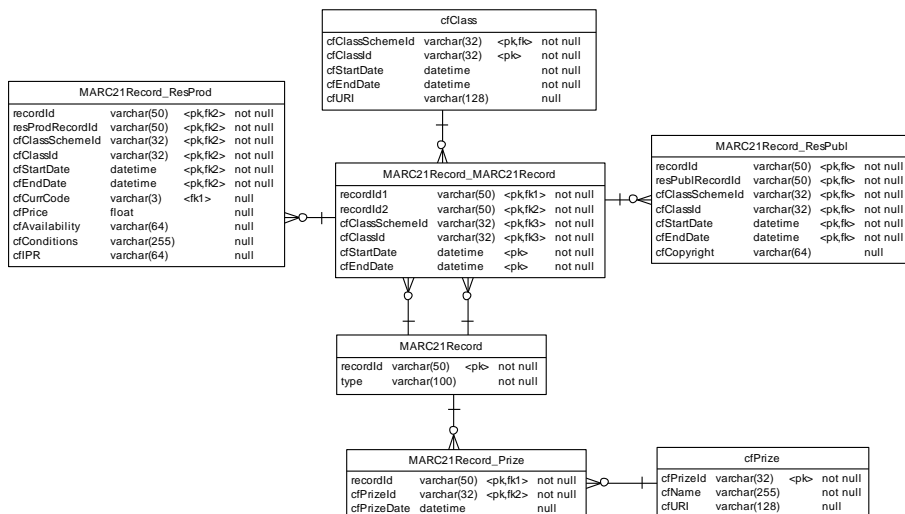 cfClass
cfClassSchemeId varchar(32) <pk,fk> not null
cfClassId varchar(32) <pk> not null
cfStartDate datetime not null
cfEndDate datetime not null
cfURI varchar(128) null
MARC21Record_ResProd
recordId varchar(50) <pk,fk2> not null
resProdRecordId varchar(50) <pk,fk2> not null
cfClassSchemeId varchar(32) <pk,fk2> not null
cfClassId varchar(32) <pk,fk2> not null
cfStartDate datetime <pk,fk2> not null
cfEndDate datetime <pk,fk2> not null
cfCurrCode varchar(3) <fk1> null
cfPrice float null
cfAvailability varchar(64) null
cfConditions varchar(255) null
cfIPR varchar(64) null
MARC21Record_MARC21Record
recordId1 varchar(50) <pk,fk1> not null
recordId2 varchar(50) <pk,fk2> not null
cfClassSchemeId varchar(32) <pk,fk3> not null
cfClassId varchar(32) <pk,fk3> not null
cfStartDate datetime <pk> not null
cfEndDate datetime <pk> not null
MARC21Record_ResPubl
recordId varchar(50) <pk,fk> not null
resPublRecordId varchar(50) <pk,fk> not null
cfClassSchemeId varchar(32) <pk,fk> not null
cfClassId varchar(32) <pk,fk> not null
cfStartDate datetime <pk,fk> not null
cfEndDate datetime <pk,fk> not null
cfCopyright varchar(64) null
MARC21Record
recordId varchar(50) <pk> not null
type varchar(100) not null
MARC21Record_Prize
recordId varchar(50) <pk,fk1> not null
cfPrizeId varchar(32) <pk,fk2> not null
cfPrizeDate datetime null
cfPrize
cfPrizeId varchar(32) <pk> not null
cfName varchar(255) not null
cfURI varchar(128) null